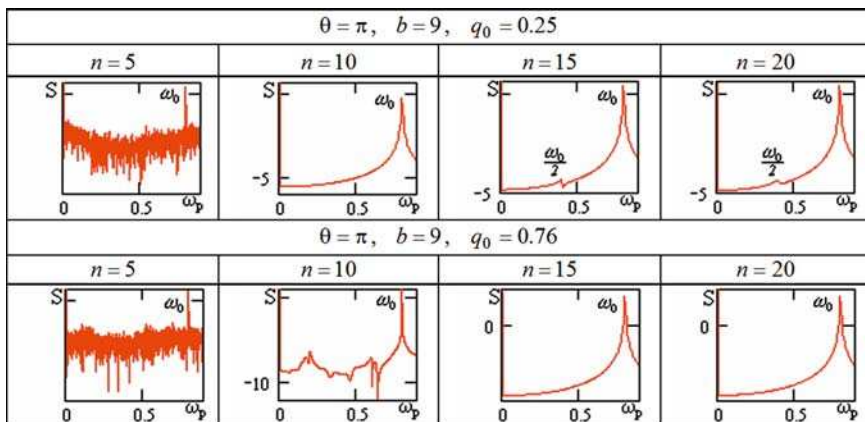 θ = π, b = 9, q₀ = 0.25
n = 5 n = 10 n = 15 n = 20
S ω₀ 0 0.5 ωₚ
S ω₀ −5 0 0.5 ωₚ
S ω₀ ω₀/2 −5 0 0.5 ωₚ
S ω₀ ω₀/2 −5 0 0.5 ωₚ
θ = π, b = 9, q₀ = 0.76
n = 5 n = 10 n = 15 n = 20
S ω₀ 0 0.5 ωₚ
S ω₀ −10 0 0.5 ωₚ
S ω₀ 0 0 0.5 ωₚ
S ω₀ 0 0 0.5 ωₚ